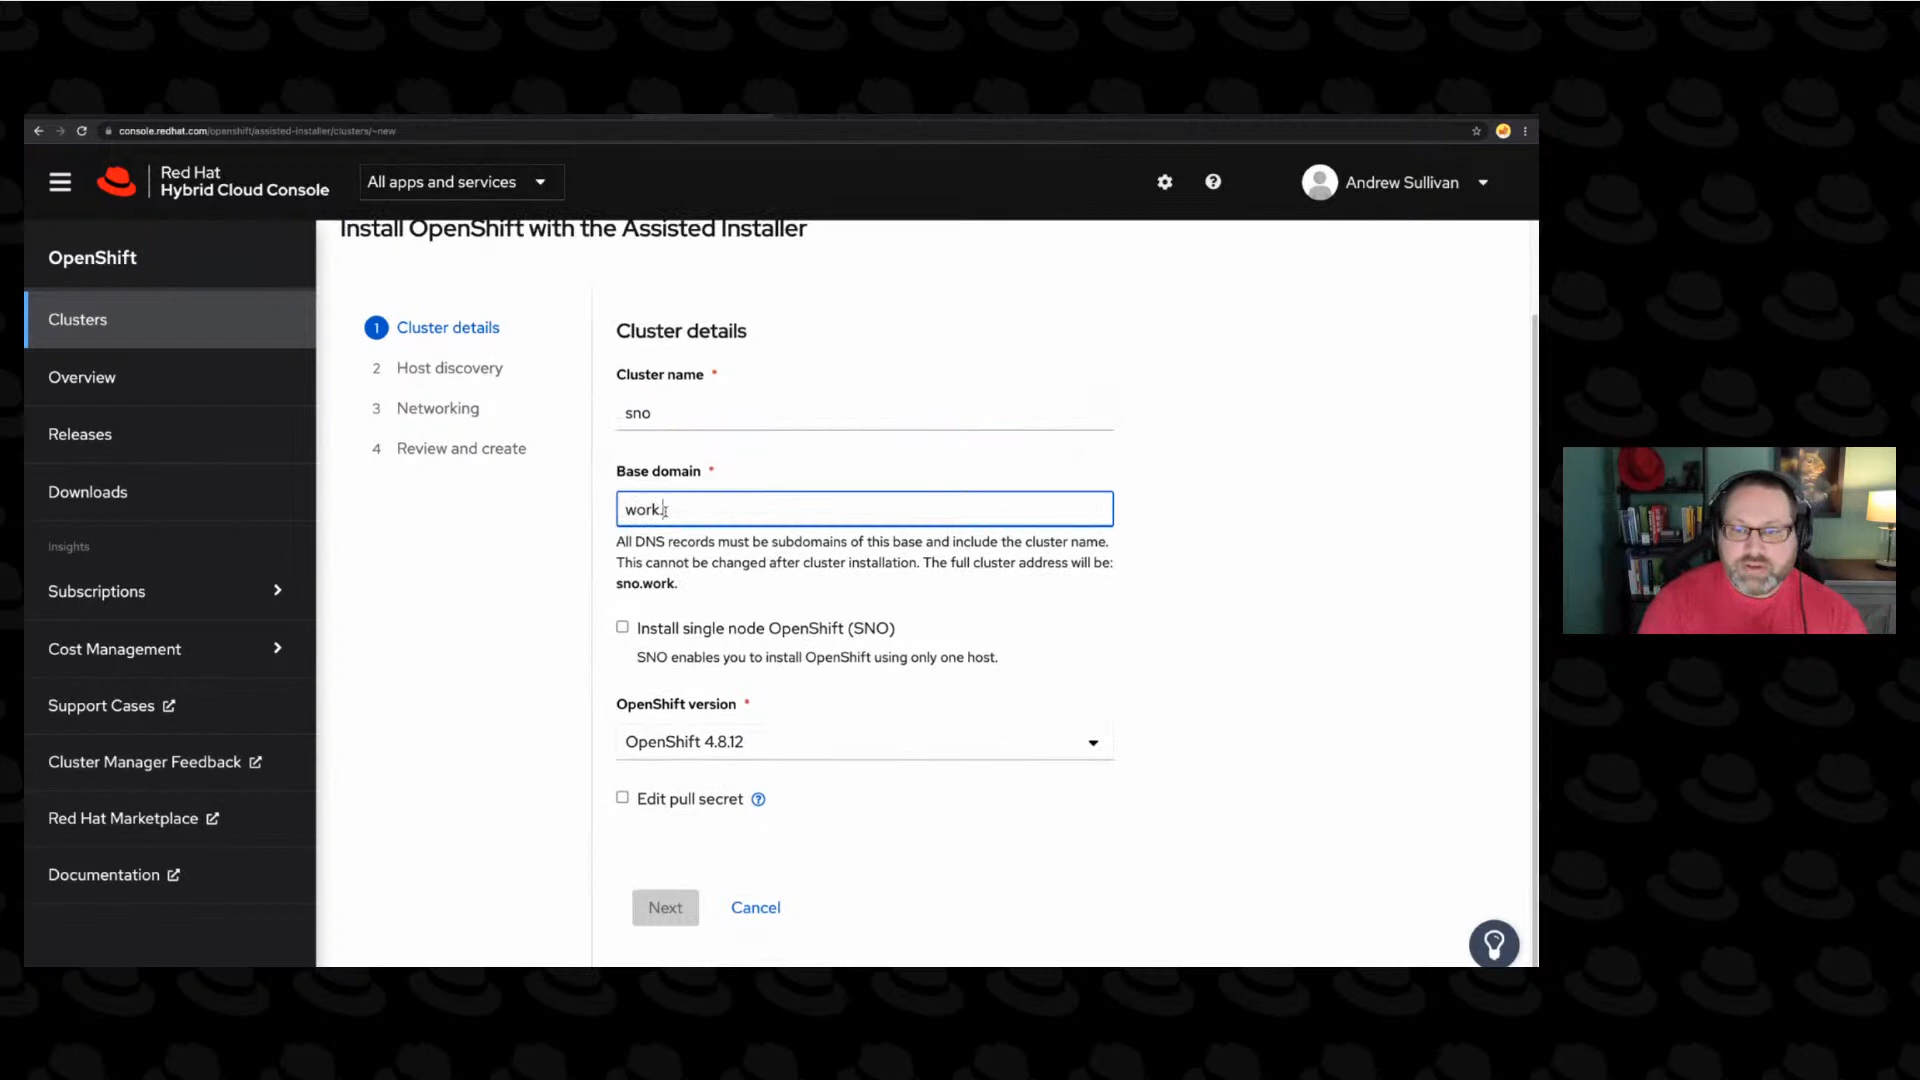 console.redhat.com/openshift/assisted-installer/clusters/~new
Red Hat
Hybrid Cloud Console
All apps and services
Andrew Sullivan
OpenShift
Clusters
Overview
Releases
Downloads
Insights
Subscriptions
Cost Management
Support Cases
Cluster Manager Feedback
Red Hat Marketplace
Documentation
Install OpenShift with the Assisted Installer
1 Cluster details
2 Host discovery
3 Networking
4 Review and create
Cluster details
Cluster name *
sno
Base domain *
work.
All DNS records must be subdomains of this base and include the cluster name.
This cannot be changed after cluster installation. The full cluster address will be:
sno.work.
Install single node OpenShift (SNO)
SNO enables you to install OpenShift using only one host.
OpenShift version *
OpenShift 4.8.12
Edit pull secret
Next
Cancel